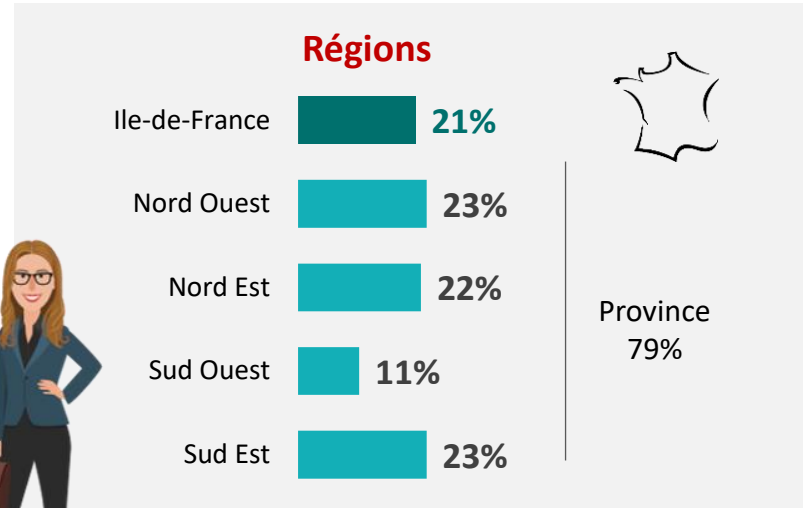 Régions
Ile-de-France 21%
Nord Ouest 23%
Nord Est 22%
Sud Ouest 11%
Sud Est 23%
Province
79%